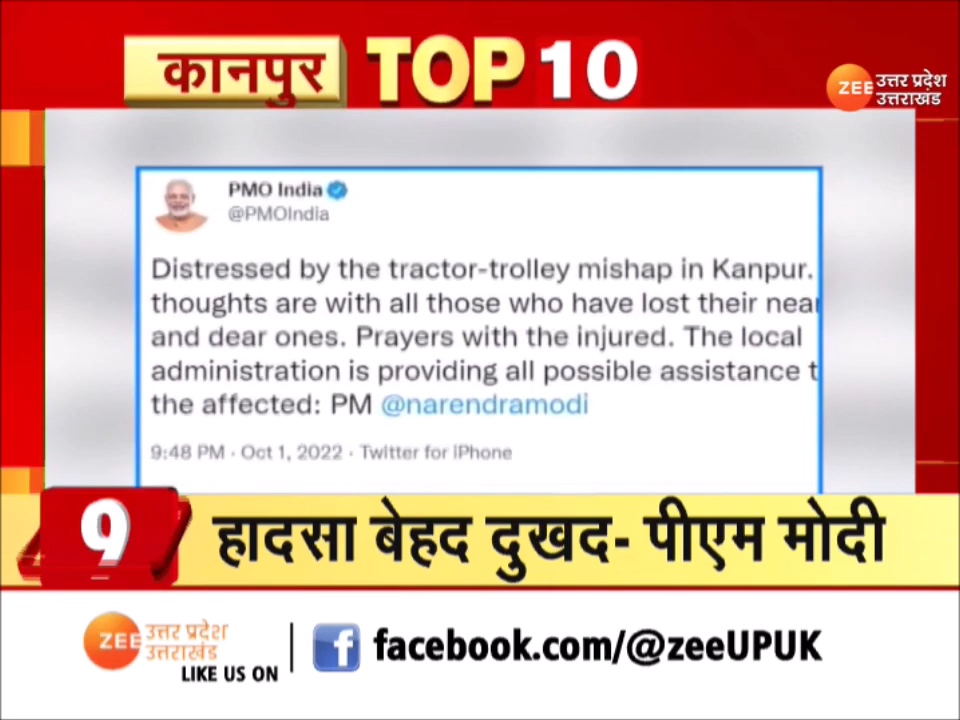 कानपुर TOP 10
ZEE उत्तर प्रदेश
उत्तराखंड
PMO India
@PMOIndia
Distressed by the tractor-trolley mishap in Kanpur.
thoughts are with all those who have lost their near
and dear ones. Prayers with the injured. The local
administration is providing all possible assistance t
the affected: PM @narendramodi
9:48 PM · Oct 1, 2022 · Twitter for iPhone
9 हादसा बेहद दुखद- पीएम मोदी
ZEE उत्तर प्रदेश
उत्तराखंड
LIKE US ON
f facebook.com/@zeeUPUK